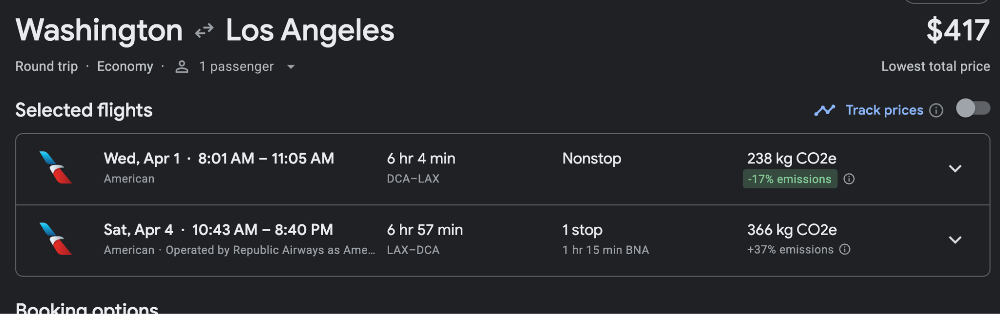 Washington Los Angeles
$417
Round trip · Economy · 1 passenger
Lowest total price
Selected flights
Track prices
Wed, Apr 1 · 8:01 AM – 11:05 AM
6 hr 4 min
Nonstop
238 kg CO2e
American
DCA–LAX
-17% emissions
Sat, Apr 4 · 10:43 AM – 8:40 PM
6 hr 57 min
1 stop
366 kg CO2e
American · Operated by Republic Airways as Ame...
LAX–DCA
1 hr 15 min BNA
+37% emissions
Booking options